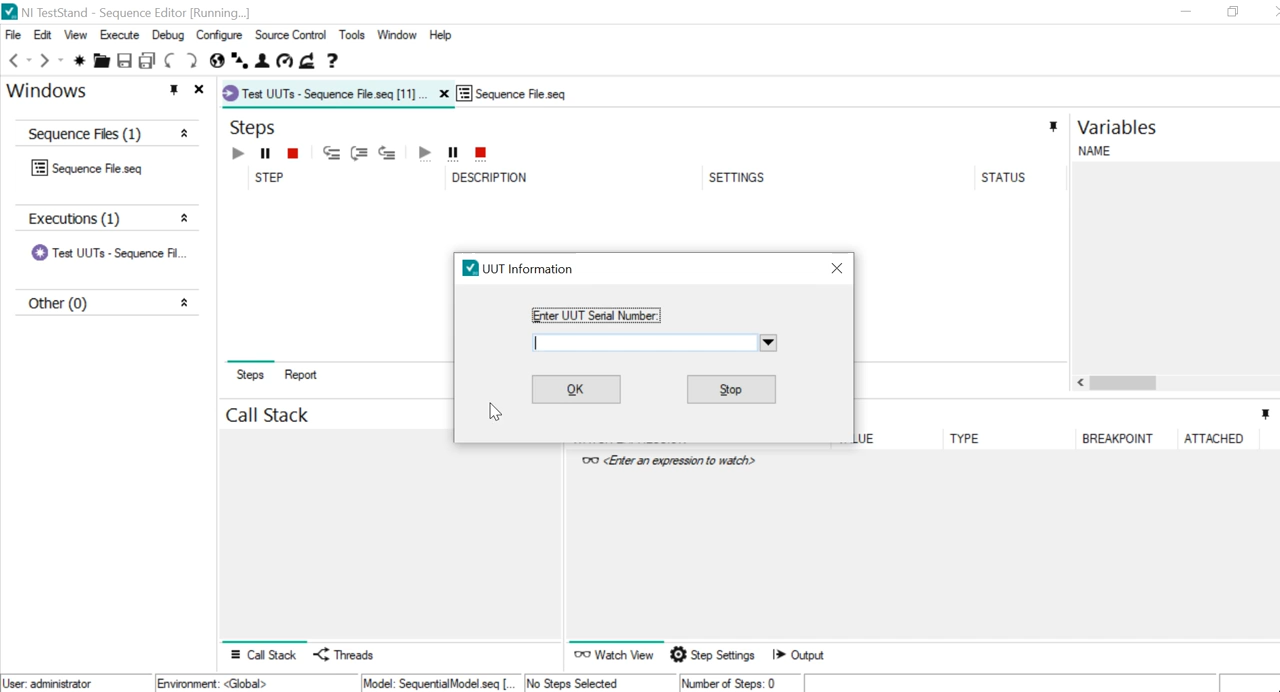 NI TestStand - Sequence Editor [Running...]
File Edit View Execute Debug Configure Source Control Tools Window Help
Windows
Sequence Files (1)
Sequence File.seq
Executions (1)
Test UUTs - Sequence Fil...
Other (0)
Test UUTs - Sequence File.seq [11] ...
Sequence File.seq
Steps
STEP DESCRIPTION SETTINGS STATUS
Variables
NAME
UUT Information
Enter UUT Serial Number:
OK Stop
Steps Report
Call Stack
TYPE BREAKPOINT ATTACHED
<Enter an expression to watch>
Call Stack Threads
Watch View Step Settings Output
User: administrator Environment: <Global> Model: SequentialModel.seq [... No Steps Selected Number of Steps: 0